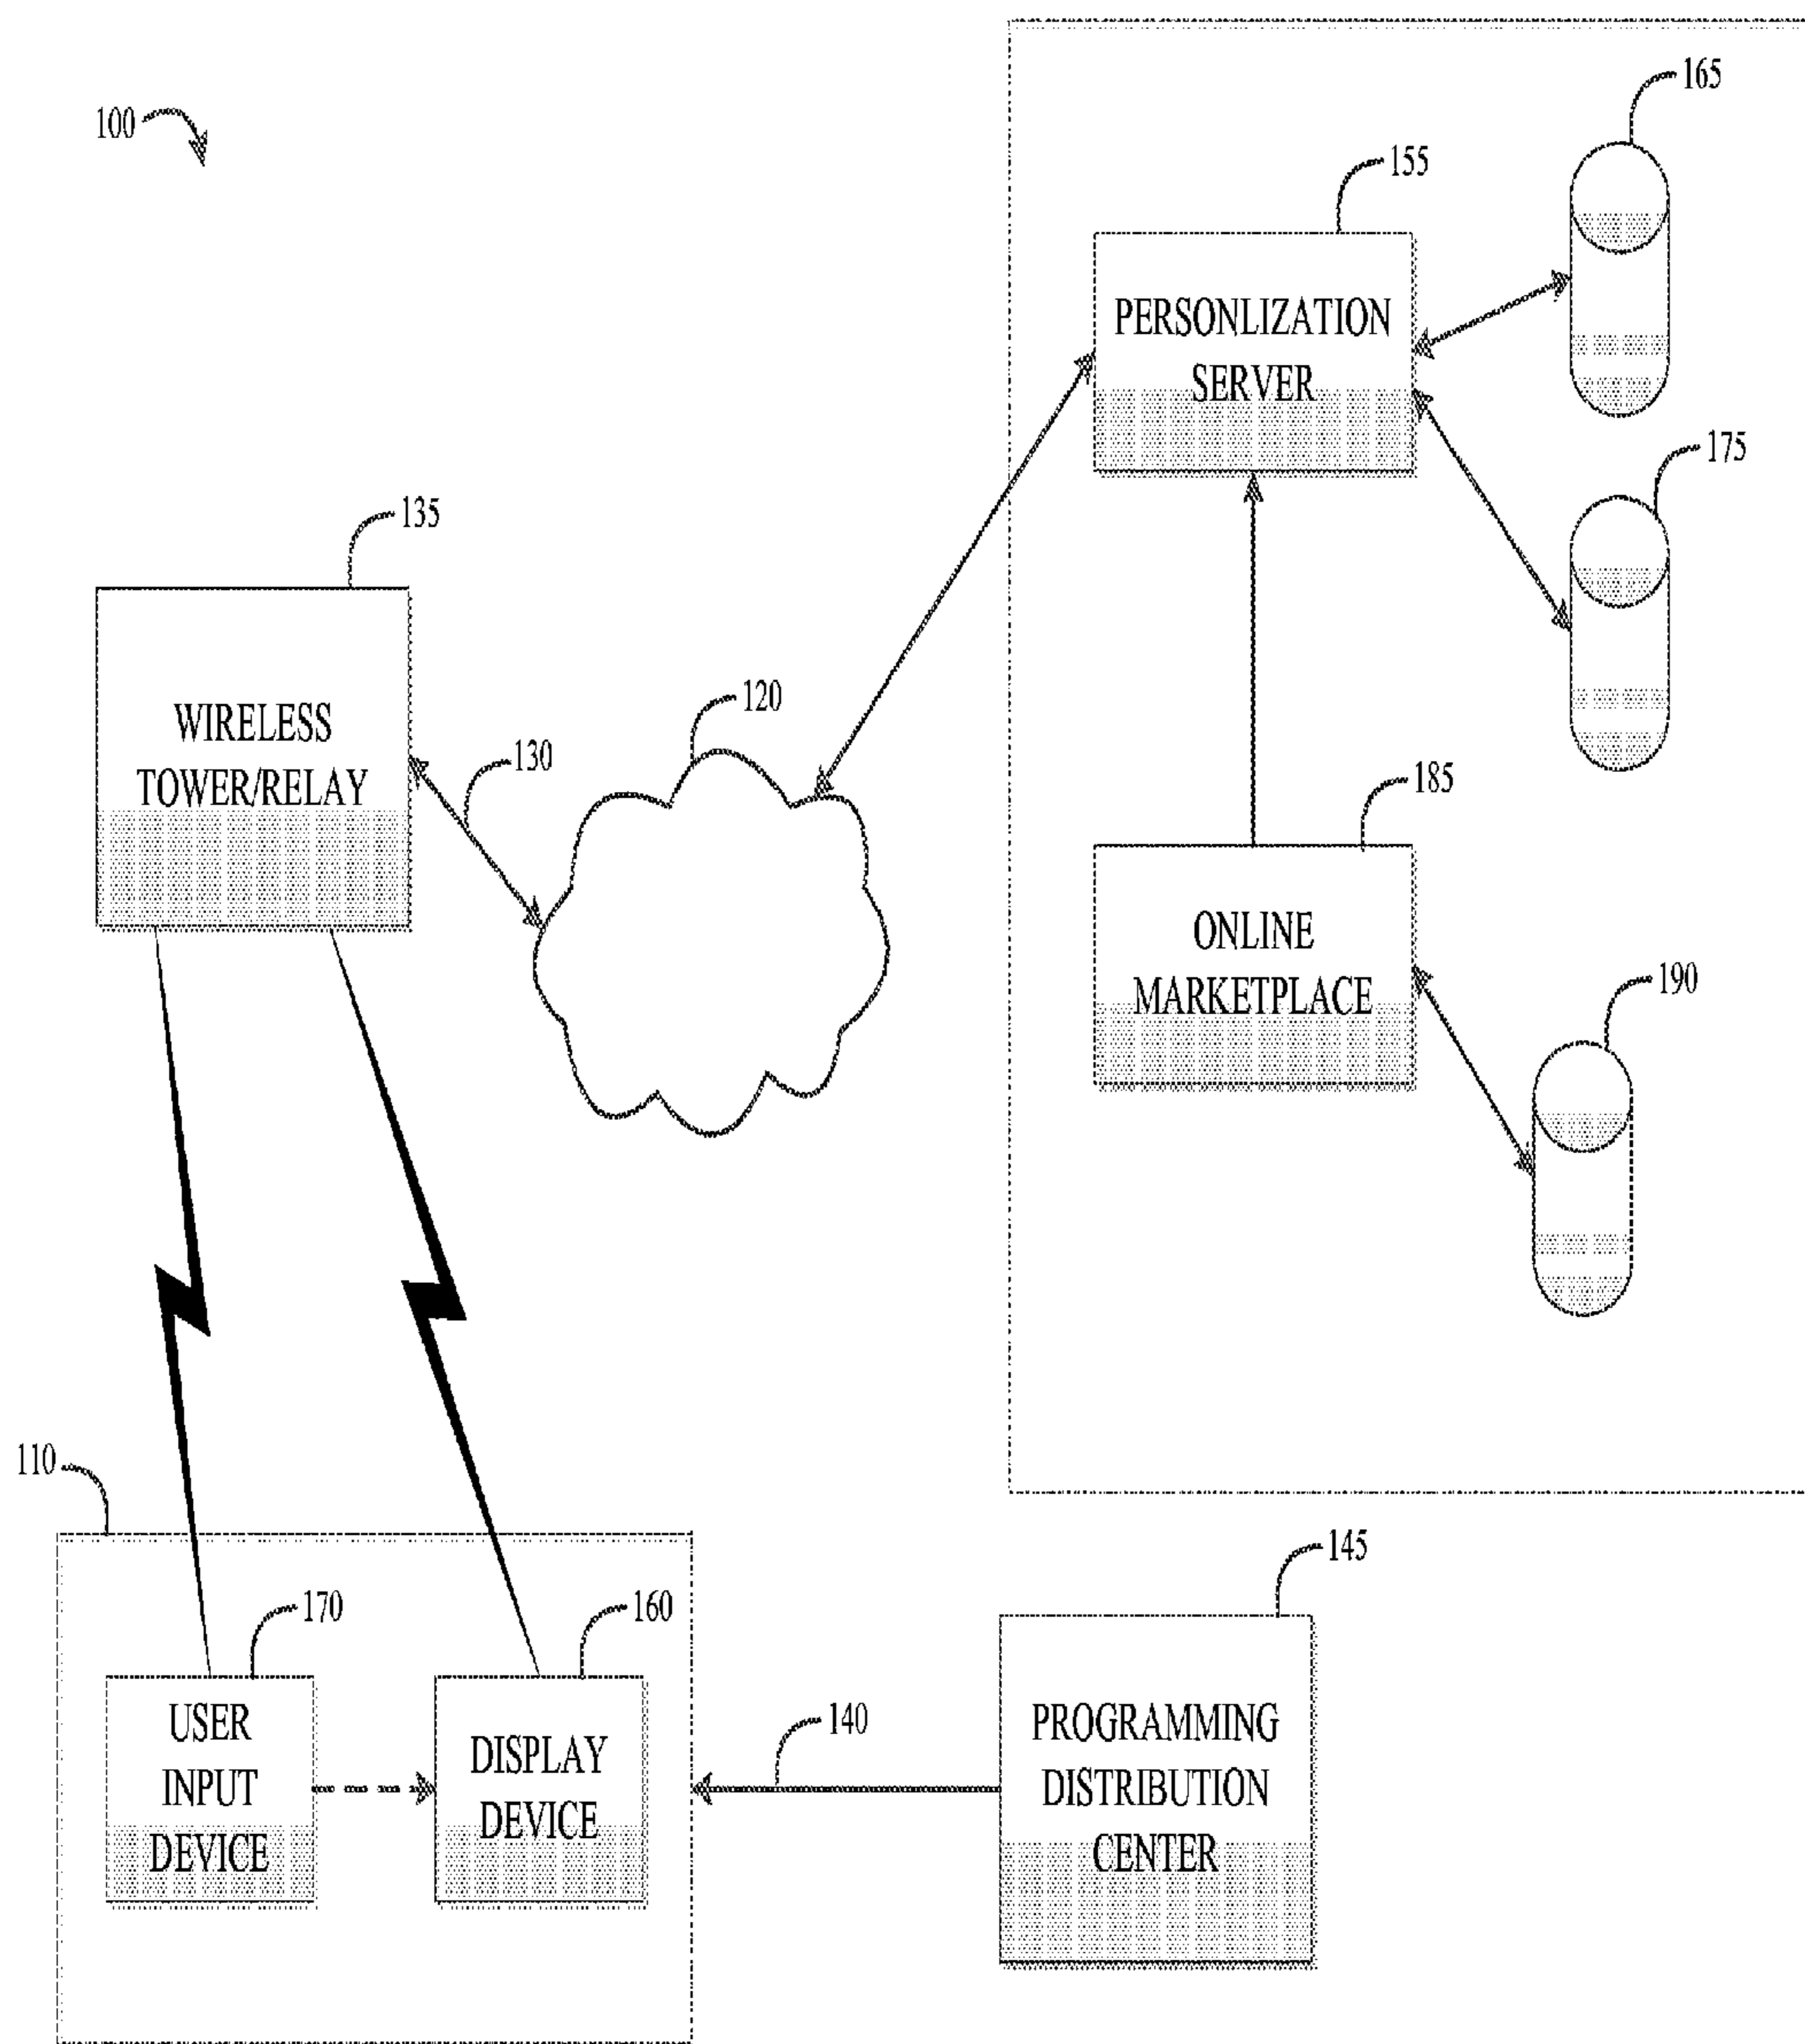 100
165
155
PERSONLIZATION
SERVER
175
135
WIRELESS
TOWER/RELAY
120
130
185
ONLINE
MARKETPLACE
190
110
145
170
160
USER
INPUT
DEVICE
DISPLAY
DEVICE
140
PROGRAMMING
DISTRIBUTION
CENTER